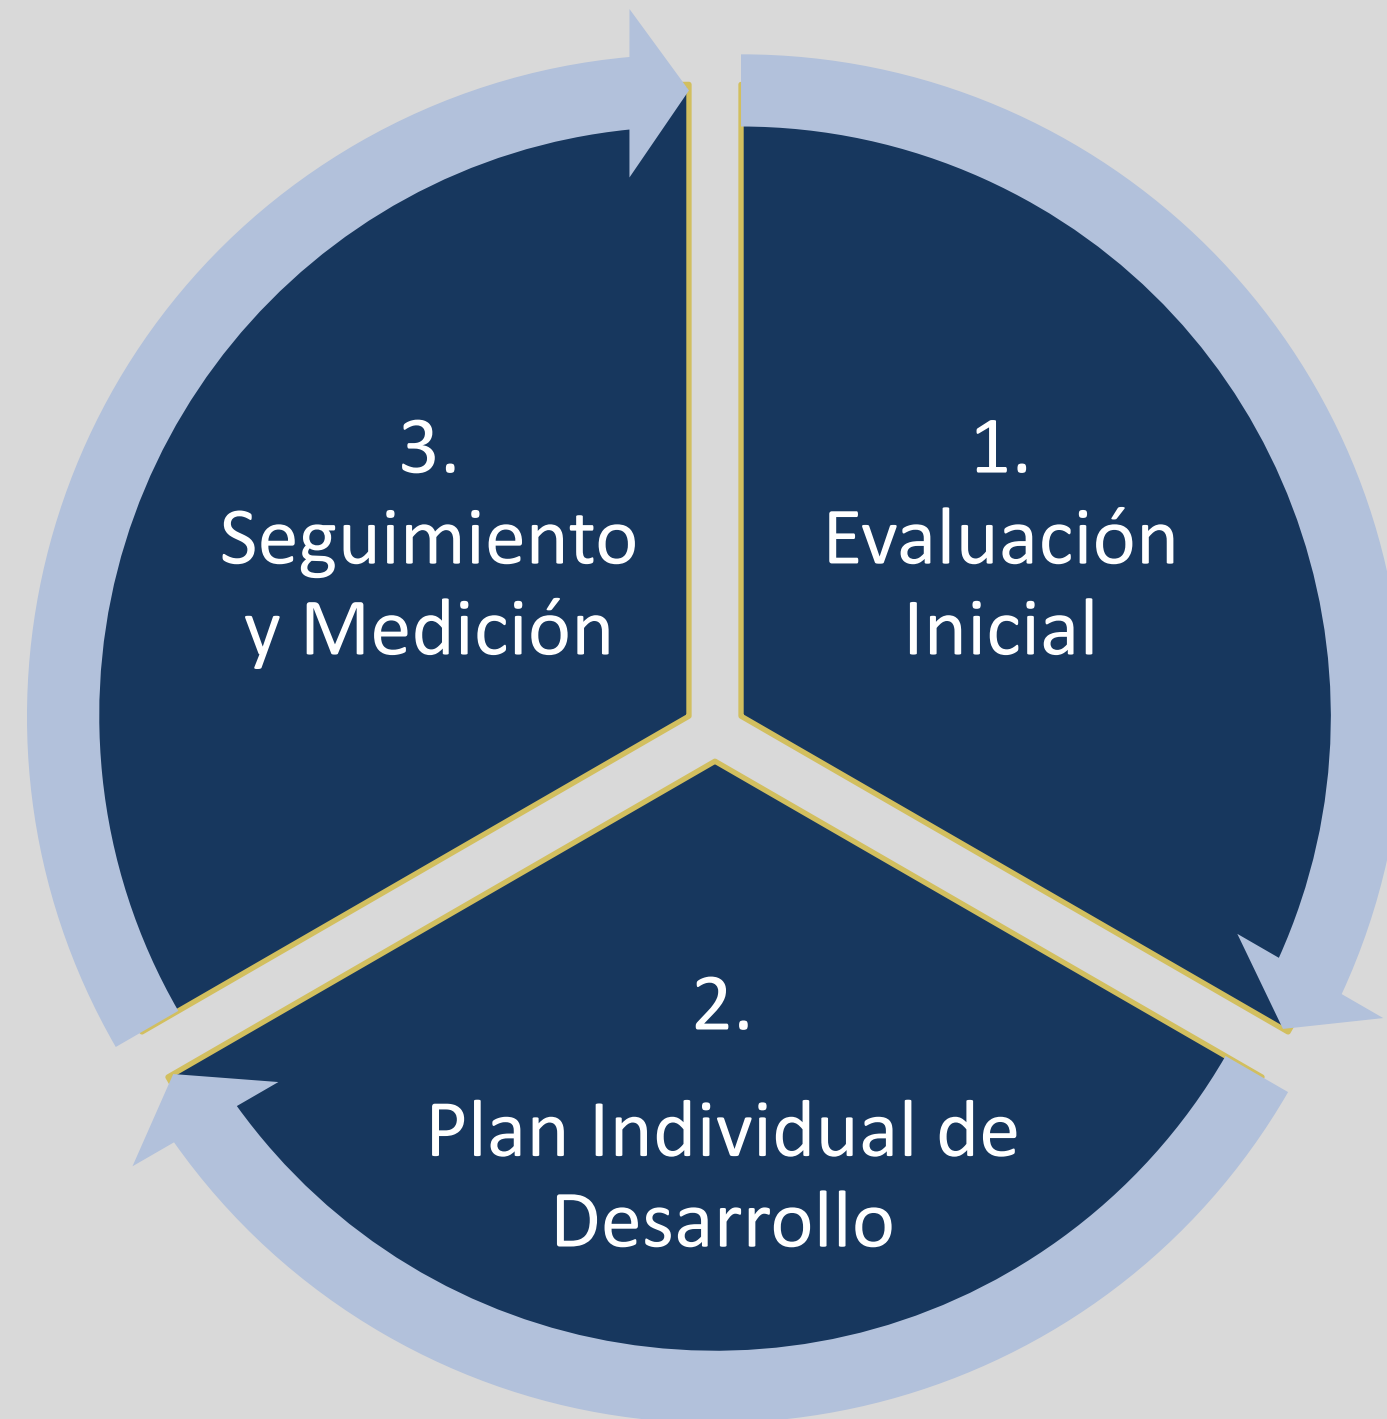 1.
Evaluación
Inicial
2.
Plan Individual de
Desarrollo
3.
Seguimiento
y Medición